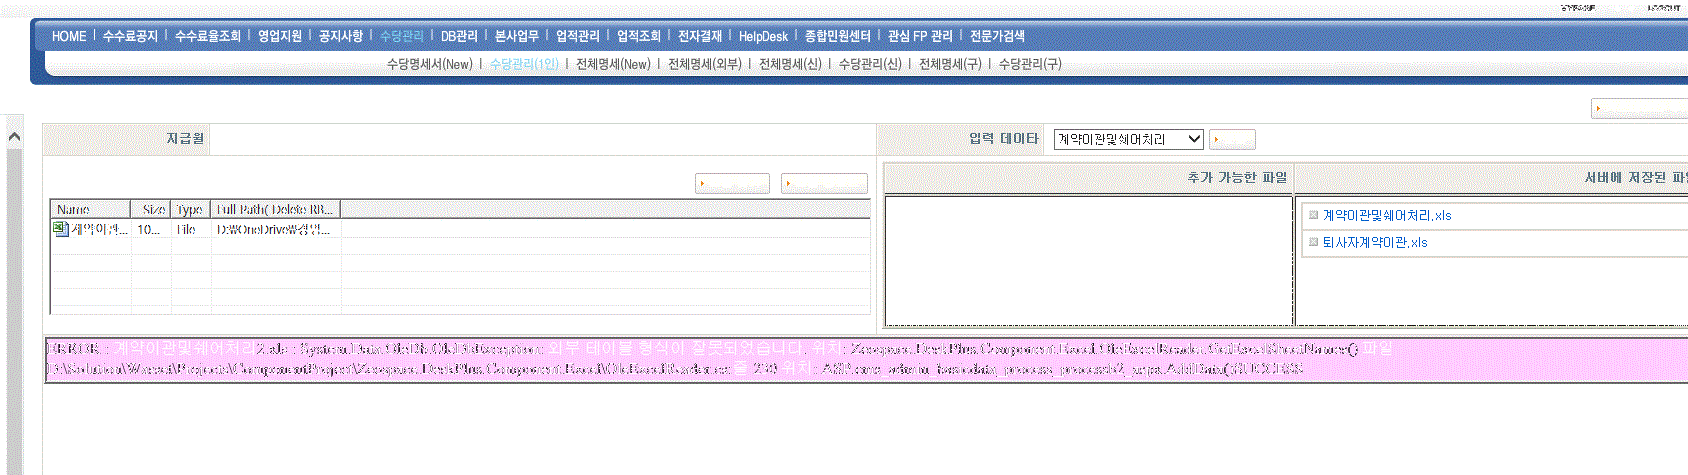 HOME | 수수료공지 | 수수료율조회 | 영업지원 | 공지사항 | 수당관리 | DB관리 | 본사업무 | 업적관리 | 업적조회 | 전자결재 | HelpDesk | 종합민원센터 | 관심 FP 관리 | 전문가검색
수당명세서(New) | 수당관리(1인) | 전체명세(New) | 전체명세(외부) | 전체명세(신) | 수당관리(신) | 전체명세(구) | 수당관리(구)
지급월
입력 데이타 계약이관및쉐어처리
추가 가능한 파일 서버에 저장된 파일
Name Size Type Full Path( Delete RB...
계약이관... 10... File D:\OneDrive\경영...
계약이관및쉐어처리.xls
퇴사자계약이관.xls
ERROR : 계약이관및쉐어처리2.xls : System.Data.OleDb.OleDbException: 외부 테이블 형식이 잘못되었습니다. 위치: Zeospace.DeskPlus.Component.Excel.OleExcelReader.GetExcelSheetNames() 파일
줄 230 위치: